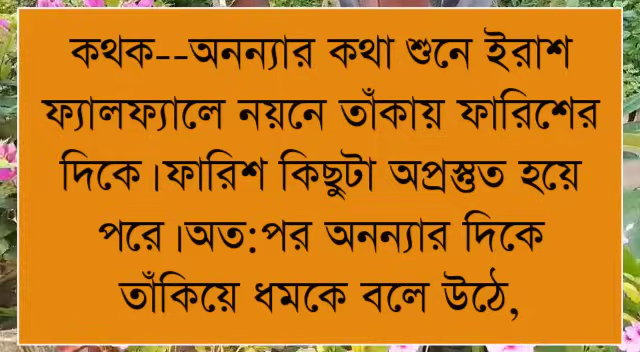 কথক--অনন্যার কথা শুনে ইরাশ
ফ্যালফ্যালে নয়নে তাঁকায় ফারিশের
দিকে।ফারিশ কিছুটা অপ্রস্তুত হয়ে
পরে।অত:পর অনন্যার দিকে
তাঁকিয়ে ধমকে বলে উঠে,